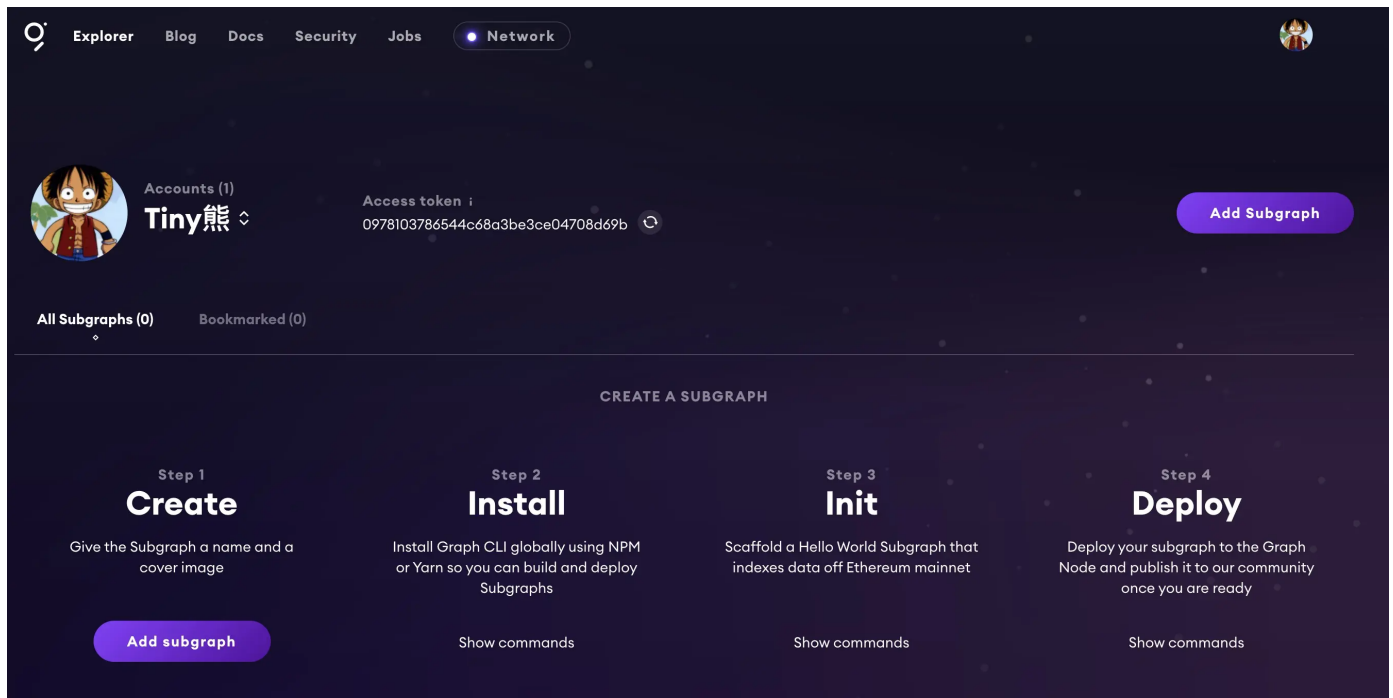 Explorer Blog Docs Security Jobs Network
Accounts (1)
Tiny熊
Access token i
0978103786544c68a3be3ce04708d69b
Add Subgraph
All Subgraphs (0) Bookmarked (0)
CREATE A SUBGRAPH
Step 1
Create
Give the Subgraph a name and a
cover image
Add subgraph
Step 2
Install
Install Graph CLI globally using NPM
or Yarn so you can build and deploy
Subgraphs
Show commands
Step 3
Init
Scaffold a Hello World Subgraph that
indexes data off Ethereum mainnet
Show commands
Step 4
Deploy
Deploy your subgraph to the Graph
Node and publish it to our community
once you are ready
Show commands